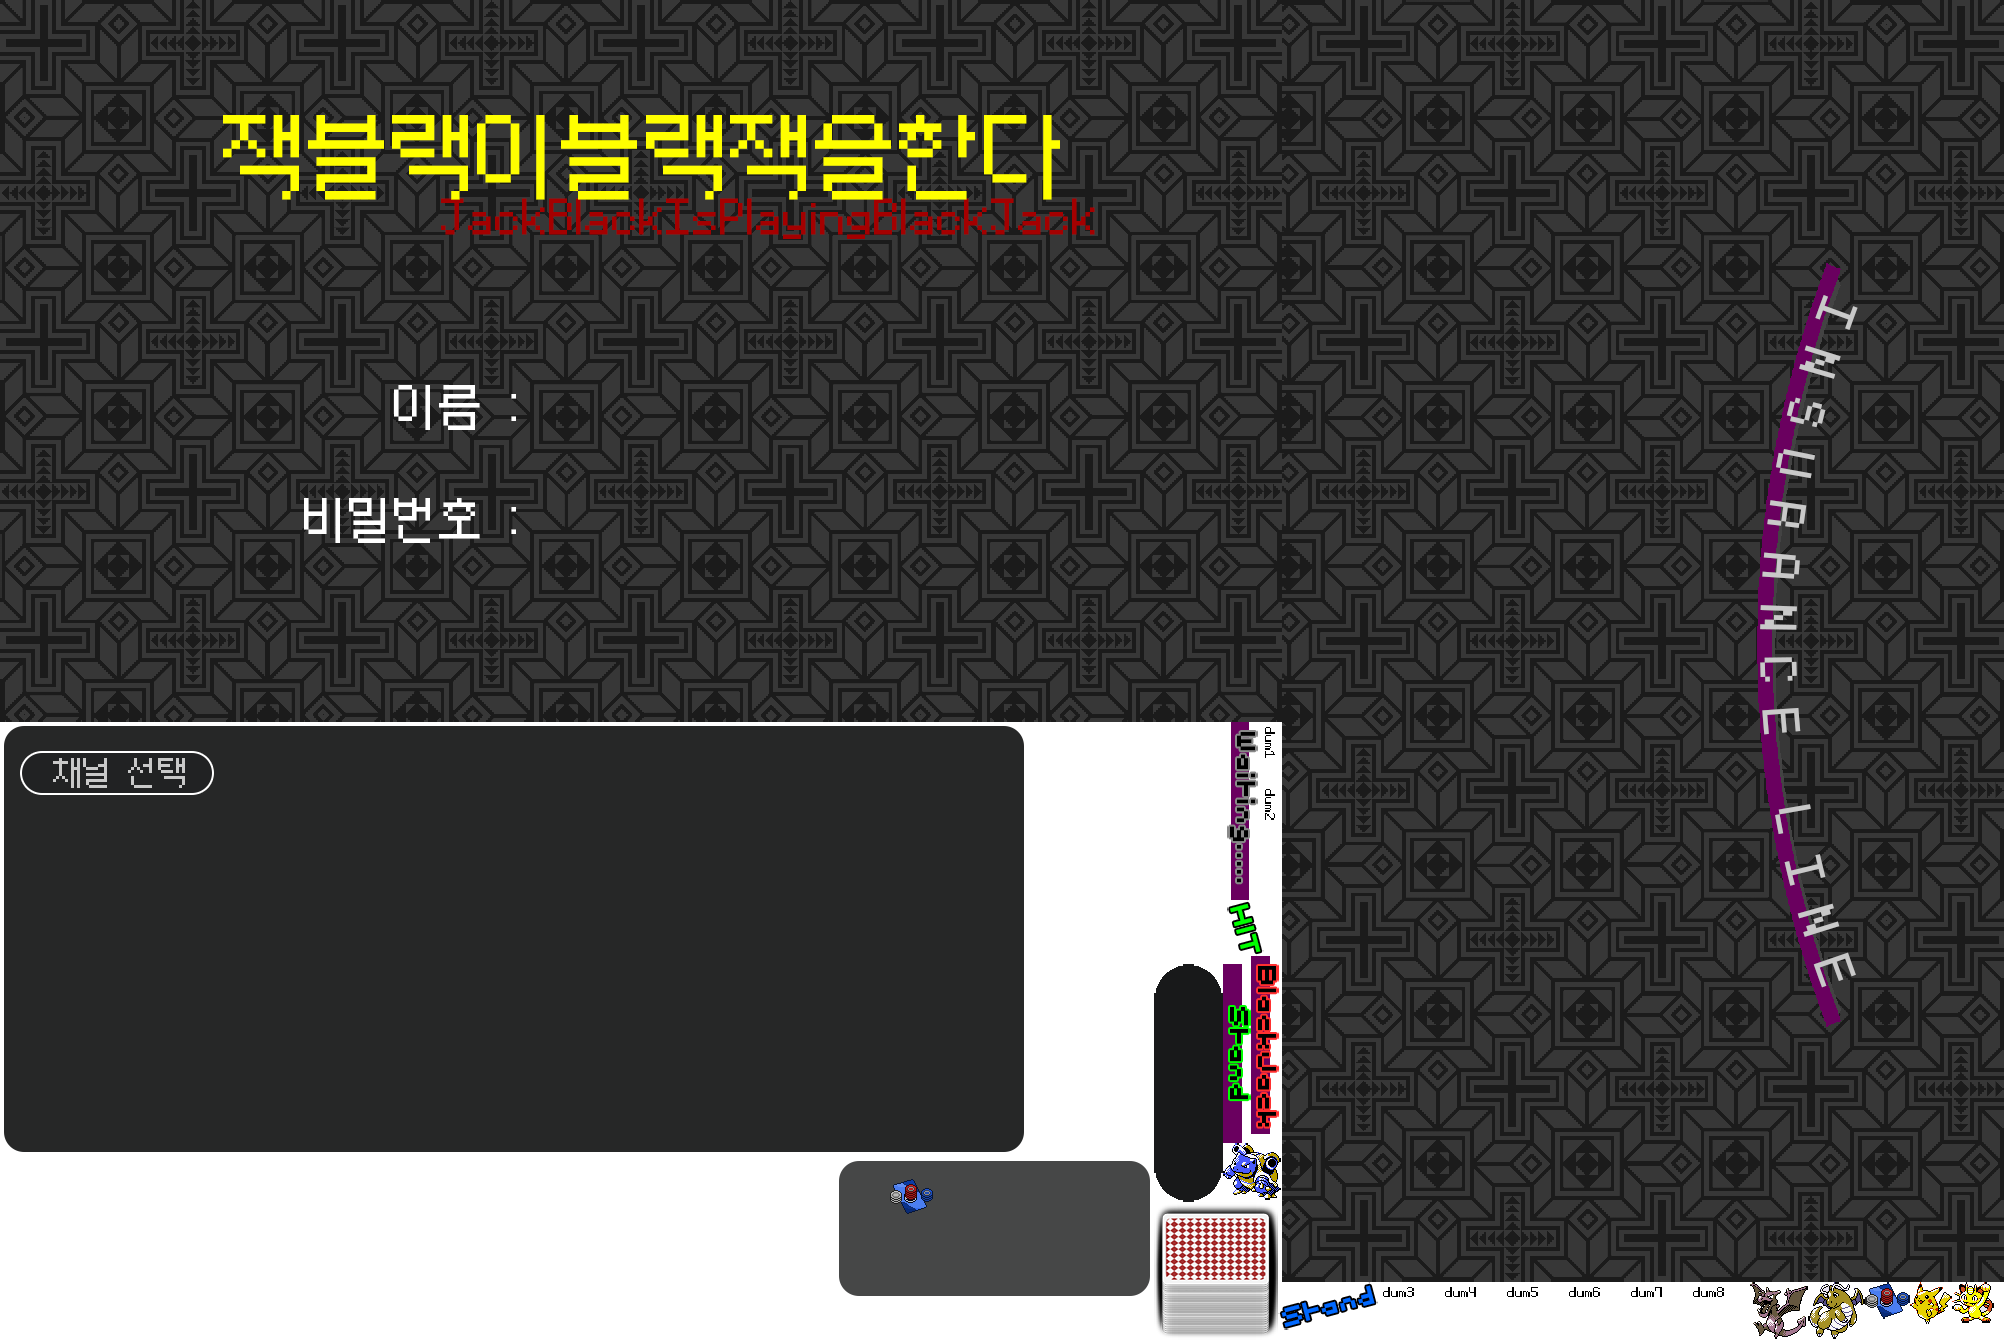 잭블랙이블랙잭을한다
JackBlackIsPlayingBlackJack
이름 :
비밀번호 :
INSURANCE LINE
채널 선택
dum1
dum2
Waiting.....
HIT
BlackJack
Stand
Stand
dum3
dum4
dum5
dum6
dum7
dum8